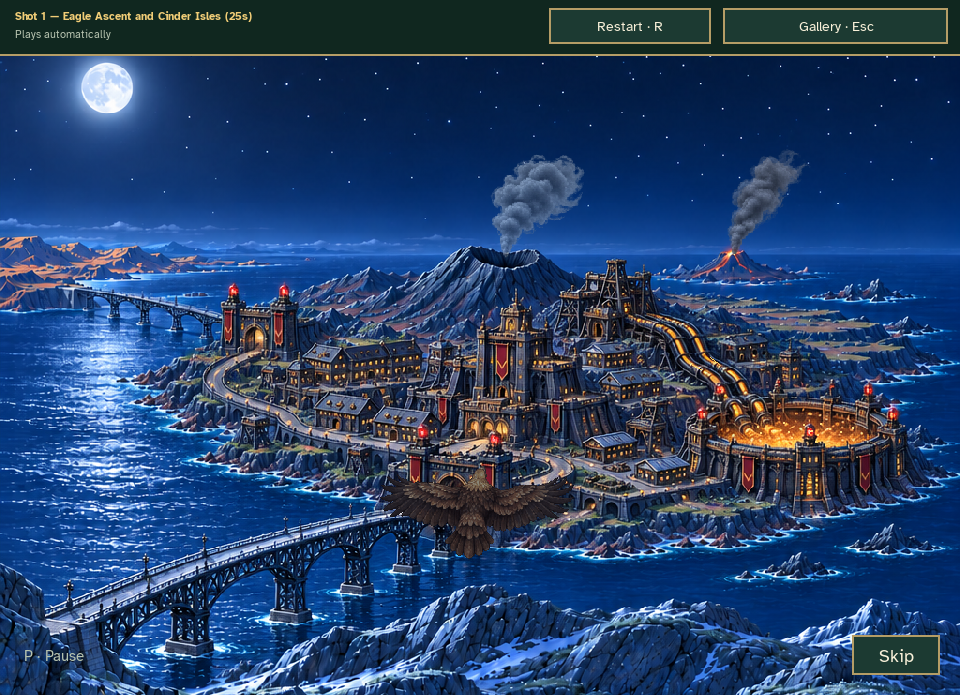 Shot 1 — Eagle Ascent and Cinder Isles (25s)
Plays automatically
Restart · R
Gallery · Esc
P · Pause
Skip